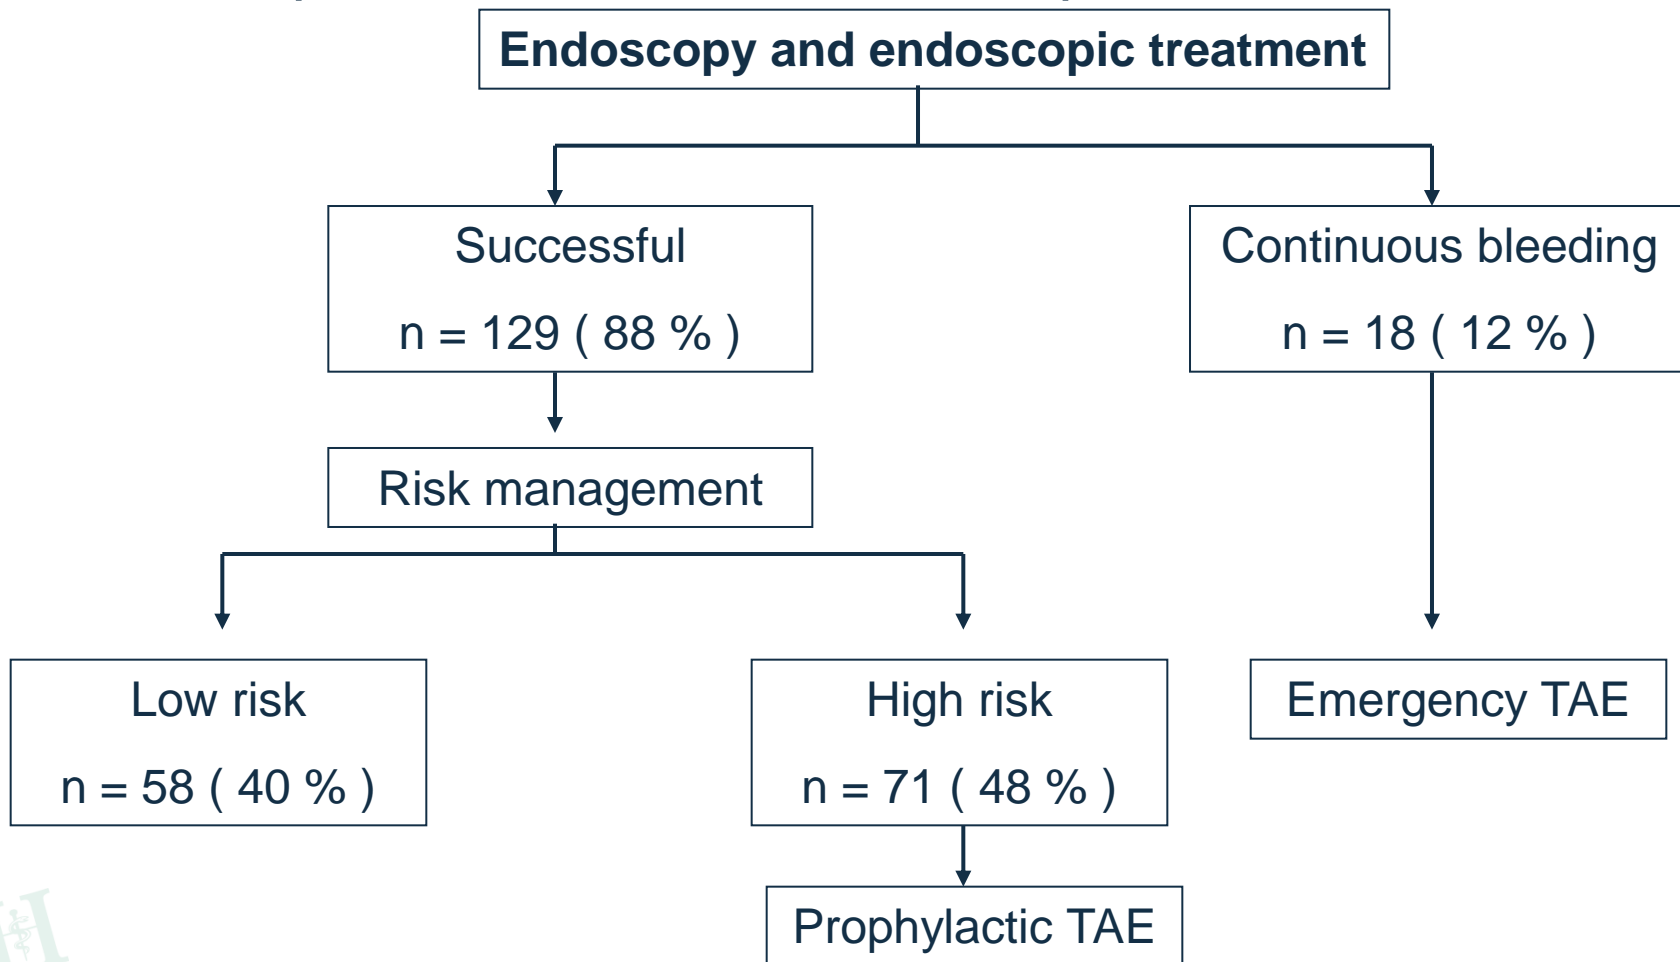 Endoscopy and endoscopic treatment
Successful
n = 129 ( 88 % )
Continuous bleeding
n = 18 ( 12 % )
Risk management
Low risk
n = 58 ( 40 % )
High risk
n = 71 ( 48 % )
Emergency TAE
Prophylactic TAE